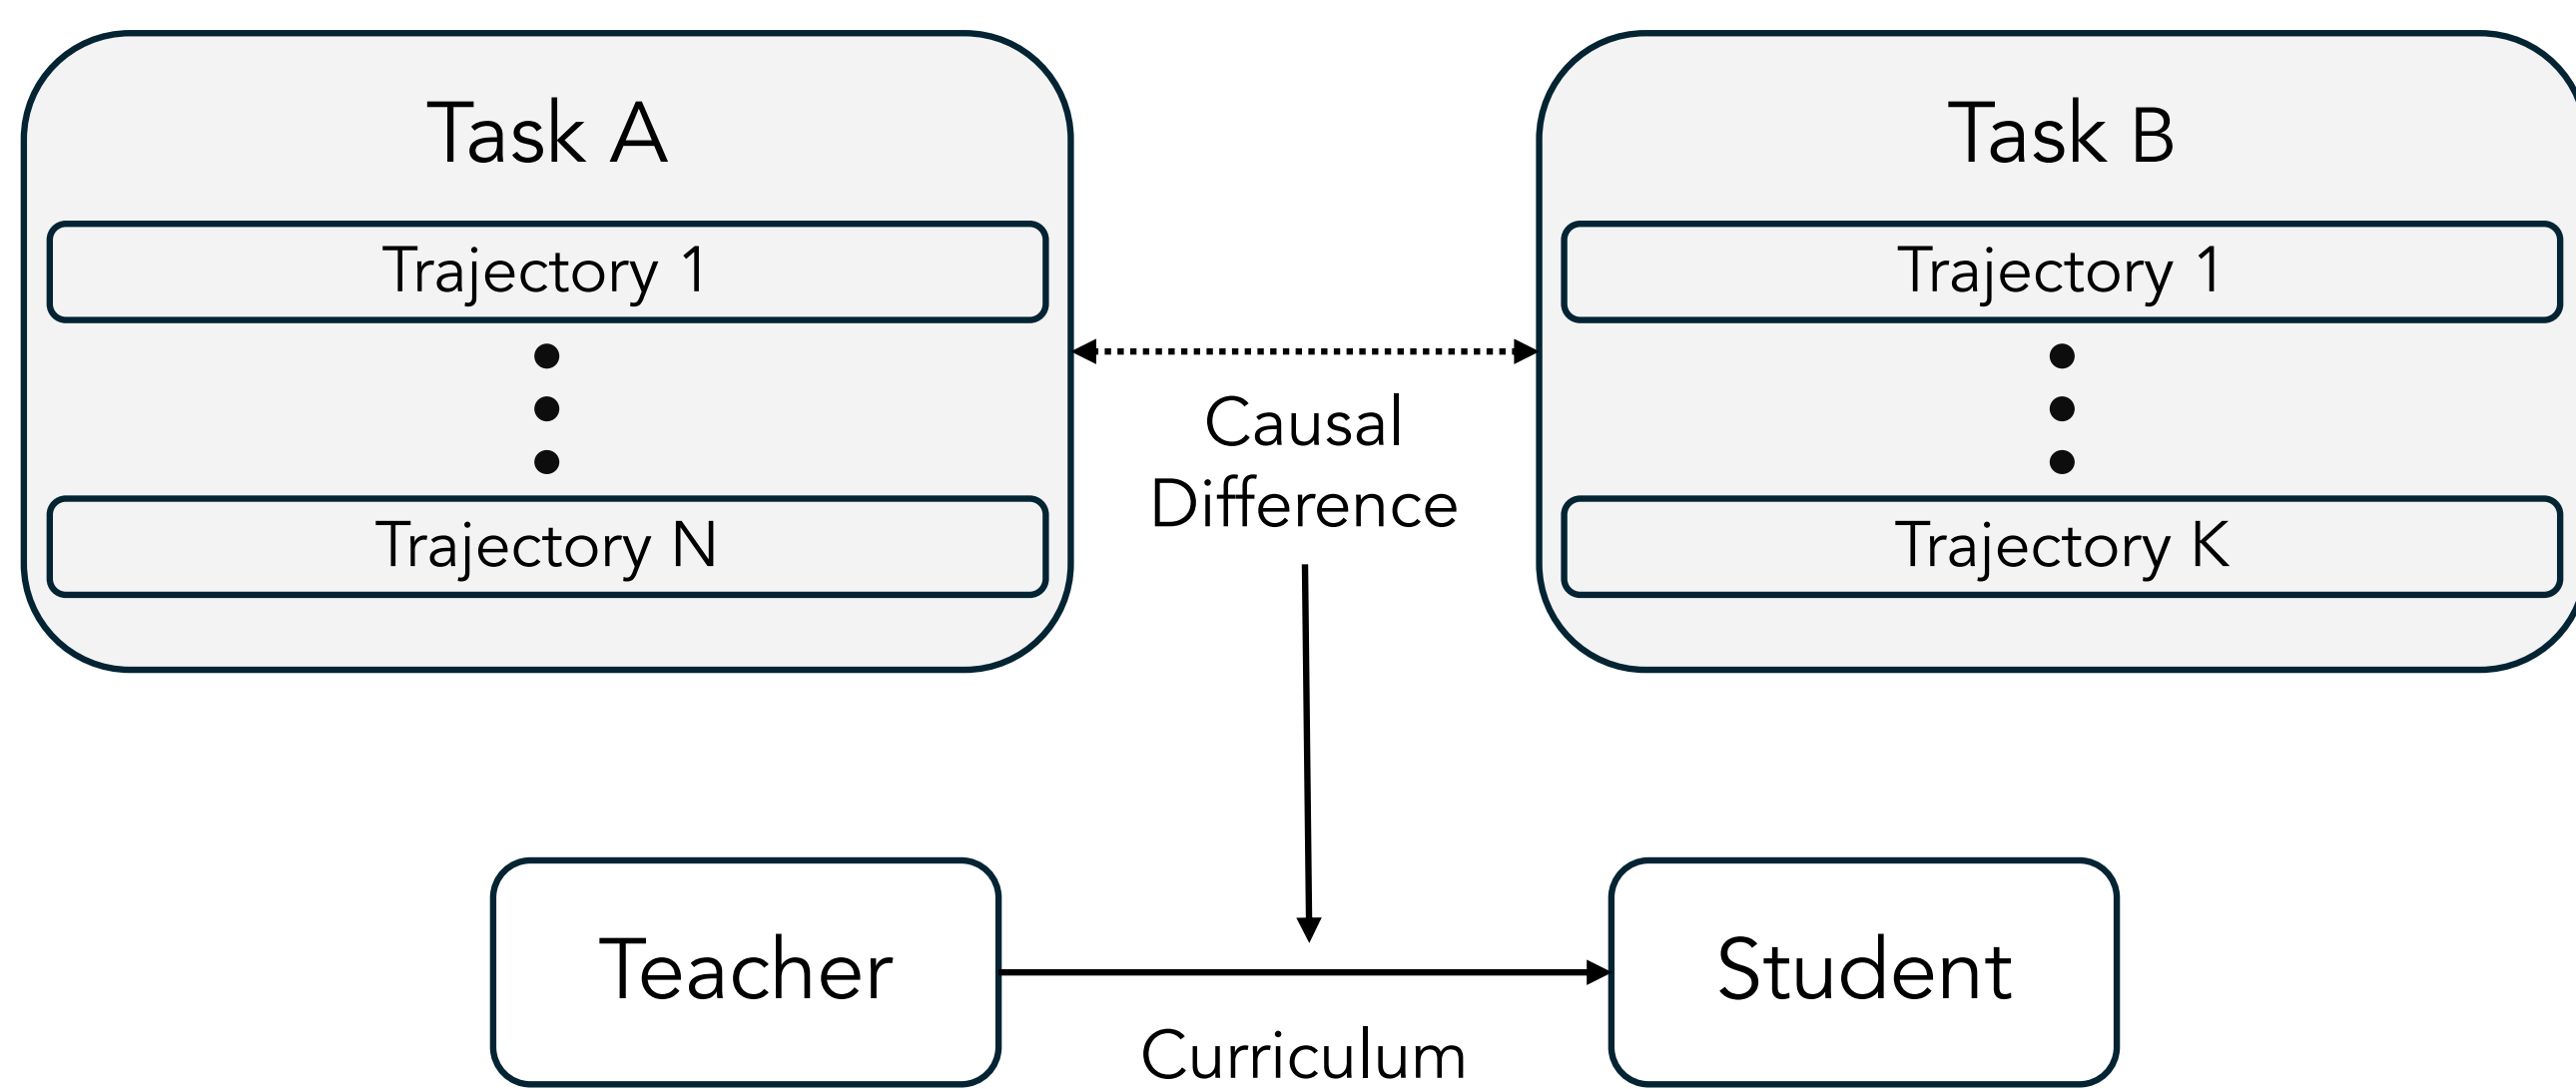 Task A
Trajectory 1
Trajectory N
Causal
Difference
Task B
Trajectory 1
Trajectory K
Teacher
Curriculum
Student